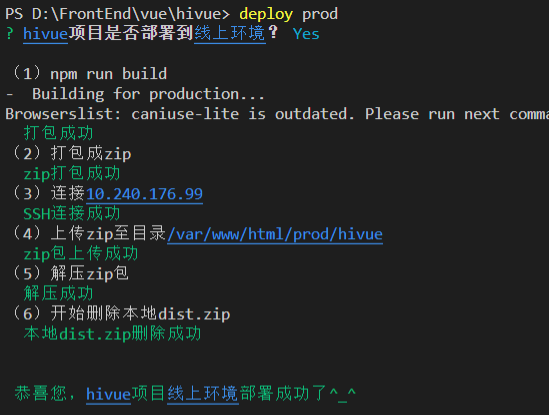 PS D:\FrontEnd\vue\hivue> deploy prod
? hivue项目是否部署到线上环境? Yes
（1）npm run build
- Building for production...
Browserslist: caniuse-lite is outdated. Please run next comma
打包成功
（2）打包成zip
zip打包成功
（3）连接10.240.176.99
SSH连接成功
（4）上传zip至目录/var/www/html/prod/hivue
zip包上传成功
（5）解压zip包
解压成功
（6）开始删除本地dist.zip
本地dist.zip删除成功
恭喜您，hivue项目线上环境部署成功了^_^